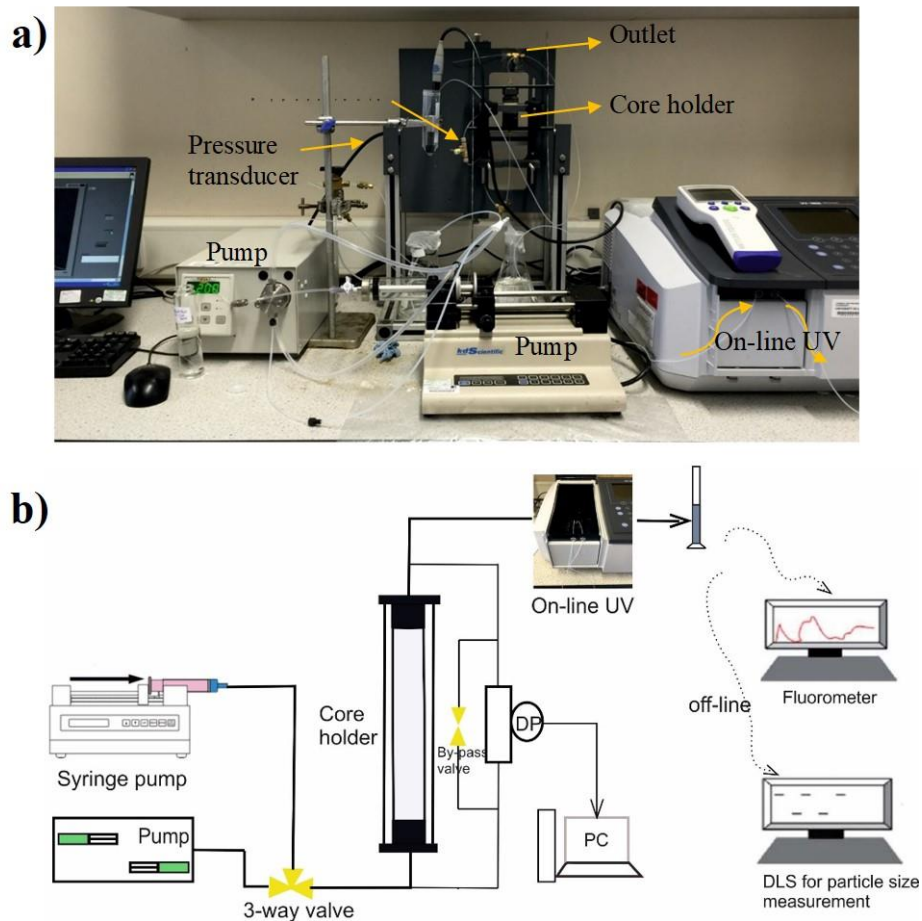 a)
Outlet
Core holder
Pressure
transducer
Pump
On-line UV
Pump
kdScientific
b)
On-line UV
Fluorometer
off-line
Core
holder
DP
By-pass
valve
Syringe pump
Pump
PC
3-way valve
DLS for particle size
measurement